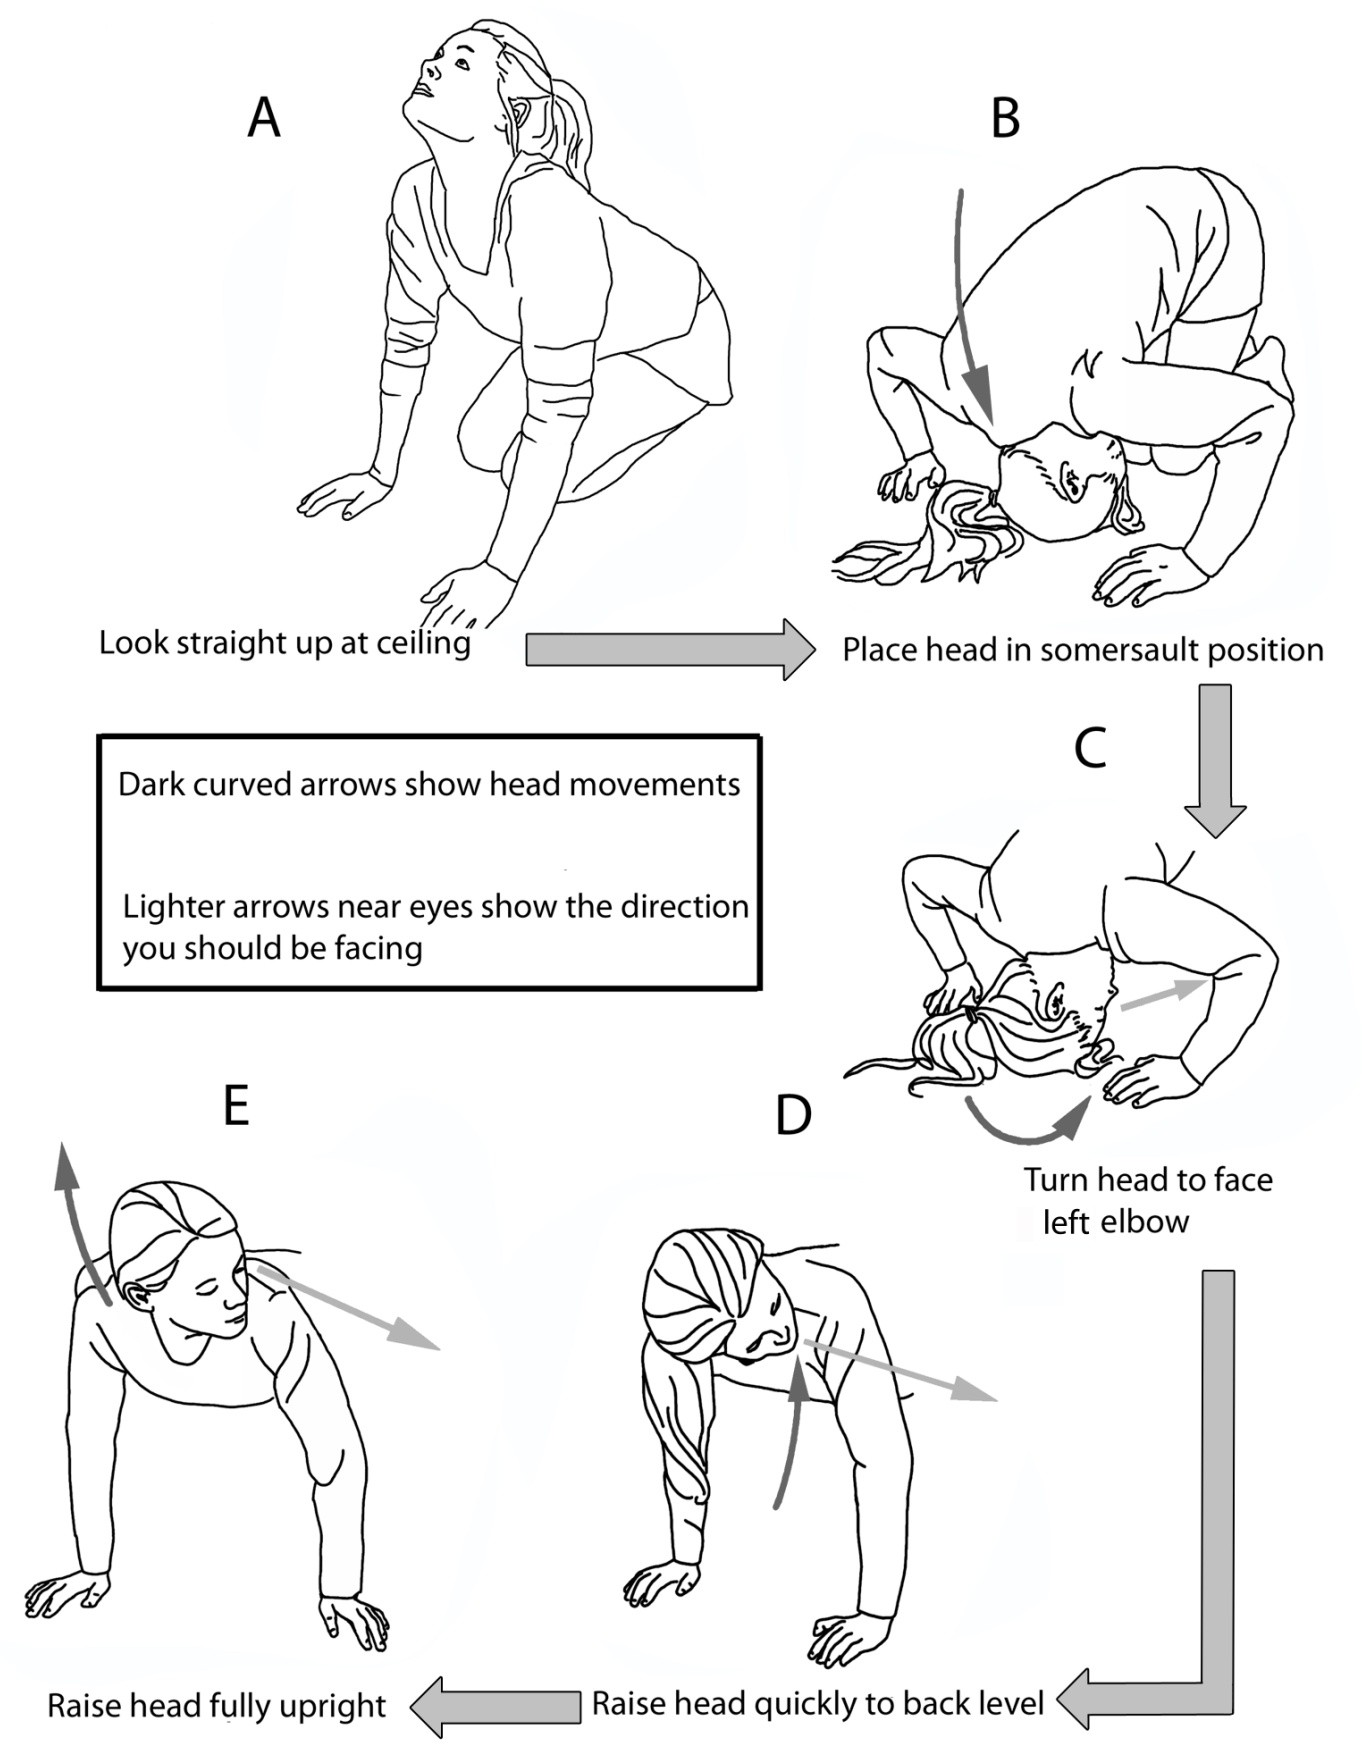 A
B
Look straight up at ceiling
Place head in somersault position
C
Dark curved arrows show head movements
Lighter arrows near eyes show the direction
you should be facing
Turn head to face
left elbow
E
D
Raise head fully upright
Raise head quickly to back level